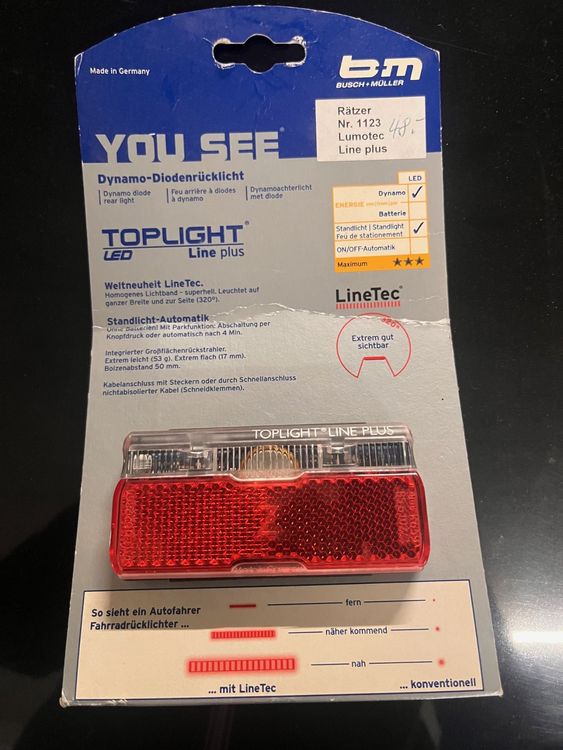 Made in Germany
b+m
BUSCH + MÜLLER
YOU SEE®
Rätzer
Nr. 1123
Lumotec
Line plus
48.-
Dynamo-Diodenrücklicht
Dynamo diode
rear light
Feu arrière à diodes
à dynamo
Dynamoachterlicht
met diode
LED
Dynamo ✓
ENERGIE
Batterie
Standlicht | Standlight
Feu de stationement ✓
ON/OFF-Automatik
Maximum ★★★
TOPLIGHT®
LED Line plus
Weltneuheit LineTec.
Homogenes Lichtband – superhell. Leuchtet auf
ganzer Breite und zur Seite (320°).
Standlicht-Automatik
(ohne Batterien) Mit Parkfunktion: Abschaltung per
Knopfdruck oder automatisch nach 4 Min.
Integrierter Großflächenrückstrahler.
Extrem leicht (53 g). Extrem flach (17 mm).
Bolzenabstand 50 mm.
Kabelanschluss mit Steckern oder durch Schnellanschluss
nichtabisolierter Kabel (Schneidklemmen).
LineTec®
320°
Extrem gut
sichtbar
TOPLIGHT® LINE PLUS
So sieht ein Autofahrer
Fahrradrücklichter ...
fern
näher kommend
nah
... mit LineTec
... konventionell